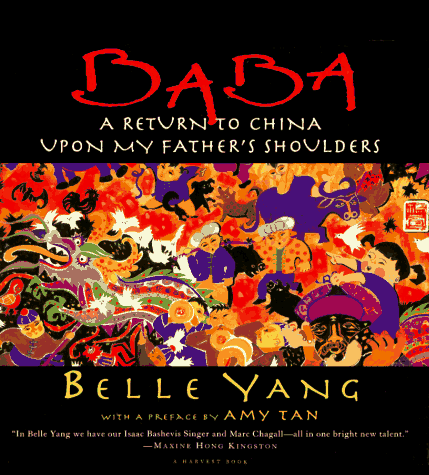 BABA
A RETURN TO CHINA
UPON MY FATHER'S SHOULDERS
BELLE YANG
WITH A PREFACE BY AMY TAN
"In Belle Yang we have our Isaac Bashevis Singer and Marc Chagall—all in one bright new talent."
—MAXINE HONG KINGSTON
A HARVEST BOOK